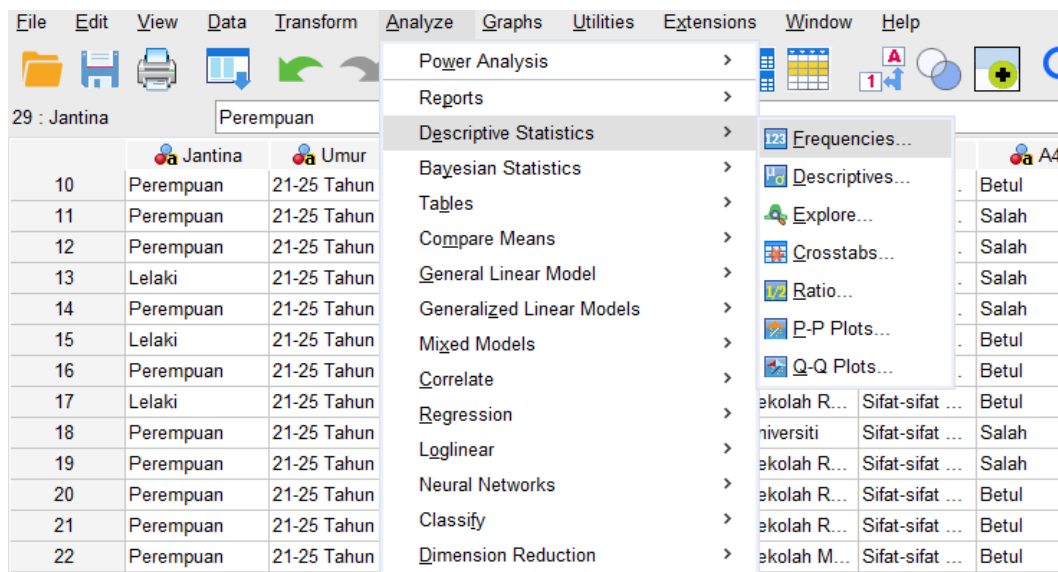 File Edit View Data Transform Analyze Graphs Utilities Extensions Window Help
Power Analysis
A
1
Reports
29 : Jantina Perempuan
Descriptive Statistics
123 Frequencies...
Jantina Umur A4
Bayesian Statistics
Descriptives...
10 Perempuan 21-25 Tahun Betul
Tables
Explore...
11 Perempuan 21-25 Tahun Salah
Compare Means
Crosstabs...
12 Perempuan 21-25 Tahun Salah
General Linear Model
13 Lelaki 21-25 Tahun Salah
1/2 Ratio...
Generalized Linear Models
14 Perempuan 21-25 Tahun Salah
P-P Plots...
15 Lelaki 21-25 Tahun Betul
Mixed Models
Q-Q Plots...
16 Perempuan 21-25 Tahun Betul
Correlate
17 Lelaki 21-25 Tahun ekolah R... Sifat-sifat ... Betul
Regression
18 Perempuan 21-25 Tahun niversiti Sifat-sifat ... Salah
Loglinear
19 Perempuan 21-25 Tahun ekolah R... Sifat-sifat ... Salah
Neural Networks
20 Perempuan 21-25 Tahun ekolah R... Sifat-sifat ... Betul
Classify
21 Perempuan 21-25 Tahun ekolah R... Sifat-sifat ... Betul
Dimension Reduction
22 Perempuan 21-25 Tahun ekolah M... Sifat-sifat ... Betul